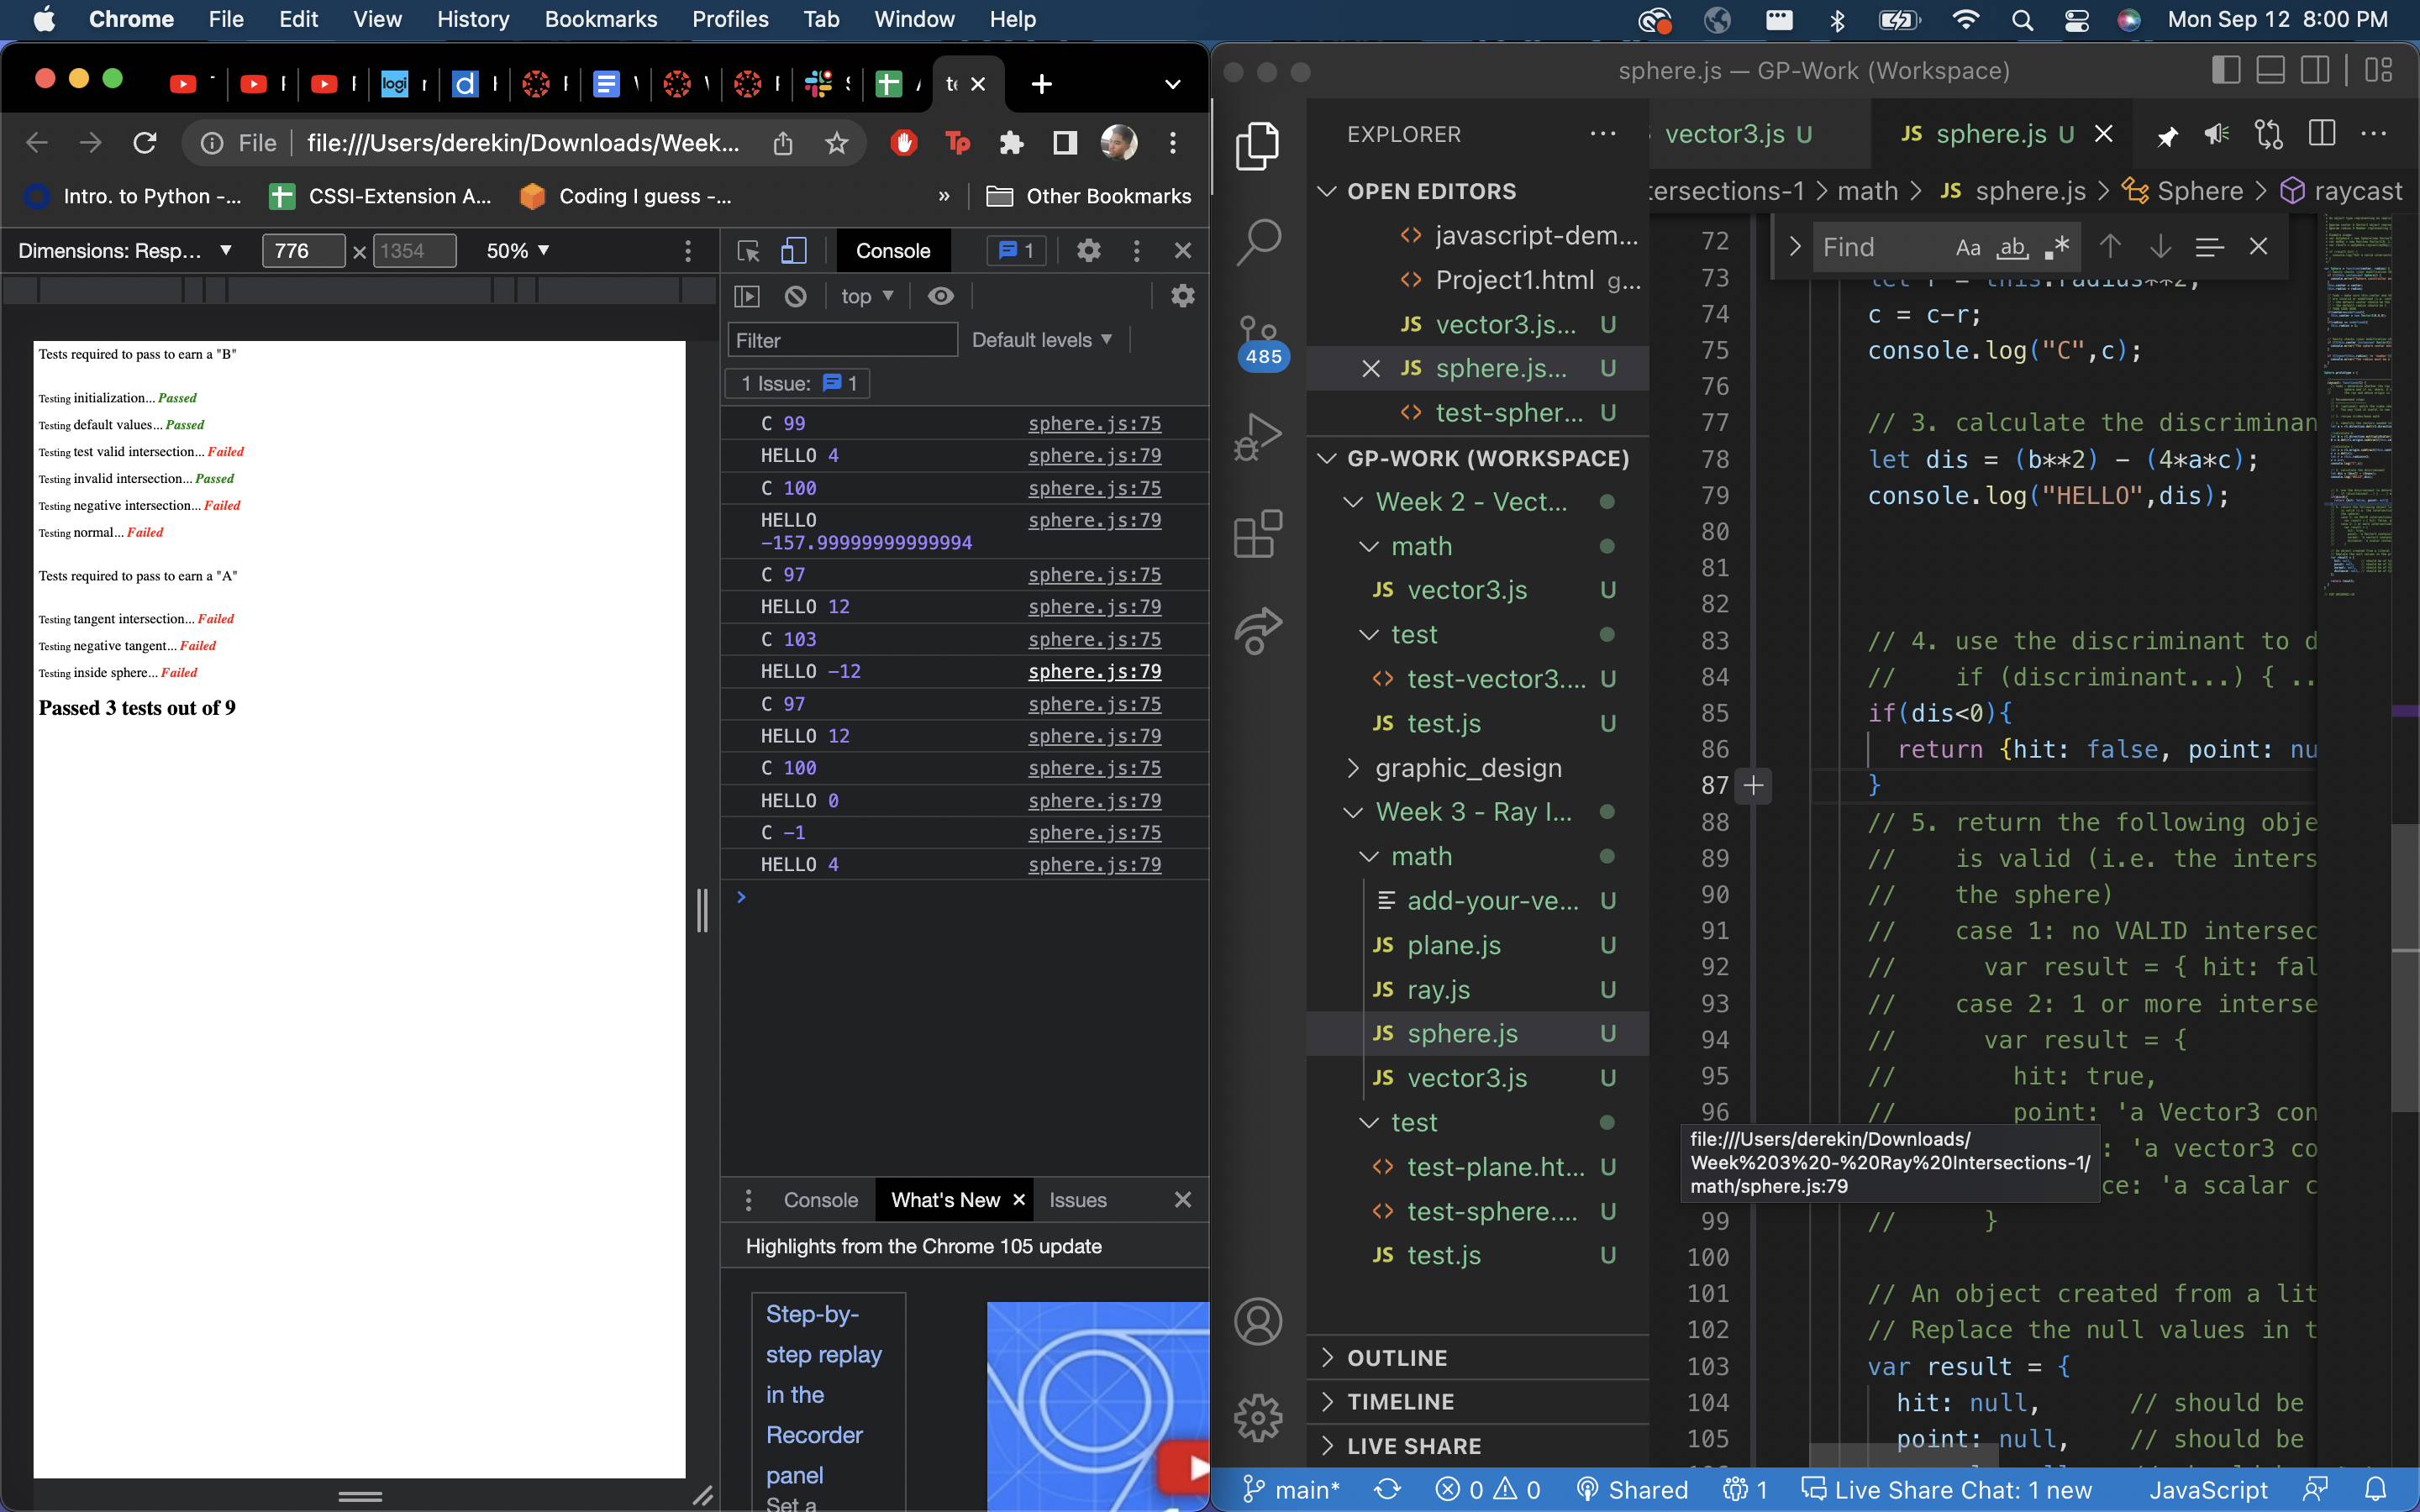 Chrome File Edit View History Bookmarks Profiles Tab Window Help Mon Sep 12 8:00 PM
File file:///Users/derekin/Downloads/Week...
Intro. to Python -... CSSI-Extension A... Coding I guess -... » Other Bookmarks
Dimensions: Resp... 776 × 1354 50%
Console 1
top
Filter Default levels
1 Issue: 1
Tests required to pass to earn a "B"
Testing initialization... Passed
Testing default values... Passed
Testing test valid intersection... Failed
Testing invalid intersection... Passed
Testing negative intersection... Failed
Testing normal... Failed
Tests required to pass to earn a "A"
Testing tangent intersection... Failed
Testing negative tangent... Failed
Testing inside sphere... Failed
Passed 3 tests out of 9
C 99 sphere.js:75
HELLO 4 sphere.js:79
C 100 sphere.js:75
HELLO sphere.js:79
-157.99999999999994
C 97 sphere.js:75
HELLO 12 sphere.js:79
C 103 sphere.js:75
HELLO -12 sphere.js:79
C 97 sphere.js:75
HELLO 12 sphere.js:79
C 100 sphere.js:75
HELLO 0 sphere.js:79
C -1 sphere.js:75
HELLO 4 sphere.js:79
Console What's New Issues
Highlights from the Chrome 105 update
Step-by-
step replay
in the
Recorder
panel
Set a
sphere.js — GP-Work (Workspace)
EXPLORER
OPEN EDITORS
javascript-dem...
Project1.html g...
JS vector3.js... U
JS sphere.js... U
test-spher... U
GP-WORK (WORKSPACE)
Week 2 - Vect...
math
JS vector3.js U
test
test-vector3.... U
JS test.js U
graphic_design
Week 3 - Ray I...
math
add-your-ve... U
JS plane.js U
JS ray.js U
JS sphere.js U
JS vector3.js U
test
test-plane.ht... U
test-sphere.... U
JS test.js U
OUTLINE
TIMELINE
LIVE SHARE
485
vector3.js U JS sphere.js U
tersections-1 > math > JS sphere.js > Sphere > raycast
Find Aa ab
72
73
74 c = c-r;
75 console.log("C",c);
76
77 // 3. calculate the discriminan
78 let dis = (b**2) - (4*a*c);
79 console.log("HELLO",dis);
80
81
82
83 // 4. use the discriminant to d
84 // if (discriminant...) { ..
85 if(dis<0){
86 return {hit: false, point: nu
87 }
88 // 5. return the following obje
89 // is valid (i.e. the inters
90 // the sphere)
91 // case 1: no VALID intersec
92 // var result = { hit: fal
93 // case 2: 1 or more interse
94 // var result = {
95 // hit: true,
96 // point: 'a Vector3 con
: 'a vector3 co
ce: 'a scalar c
file:///Users/derekin/Downloads/
Week%203%20-%20Ray%20Intersections-1/
math/sphere.js:79
99 // }
100
101 // An object created from a lit
102 // Replace the null values in t
103 var result = {
104 hit: null, // should be
105 point: null, // should be
main* 0 0 Shared 1 Live Share Chat: 1 new JavaScript